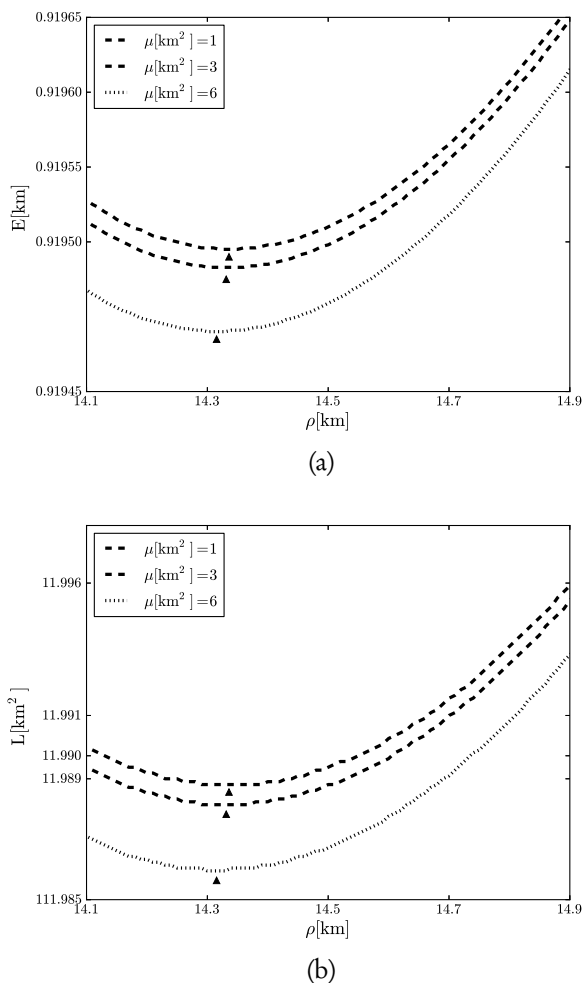 0.91965
μ[km² ]=1
μ[km² ]=3
μ[km² ]=6
0.91960
0.91955
0.91950
0.91945
E[km]
14.1 14.3 14.5 14.7 14.9
ρ[km]
(a)
μ[km² ]=1
μ[km² ]=3
μ[km² ]=6
11.996
11.991
11.990
11.989
111.985
L[km² ]
14.1 14.3 14.5 14.7 14.9
ρ[km]
(b)